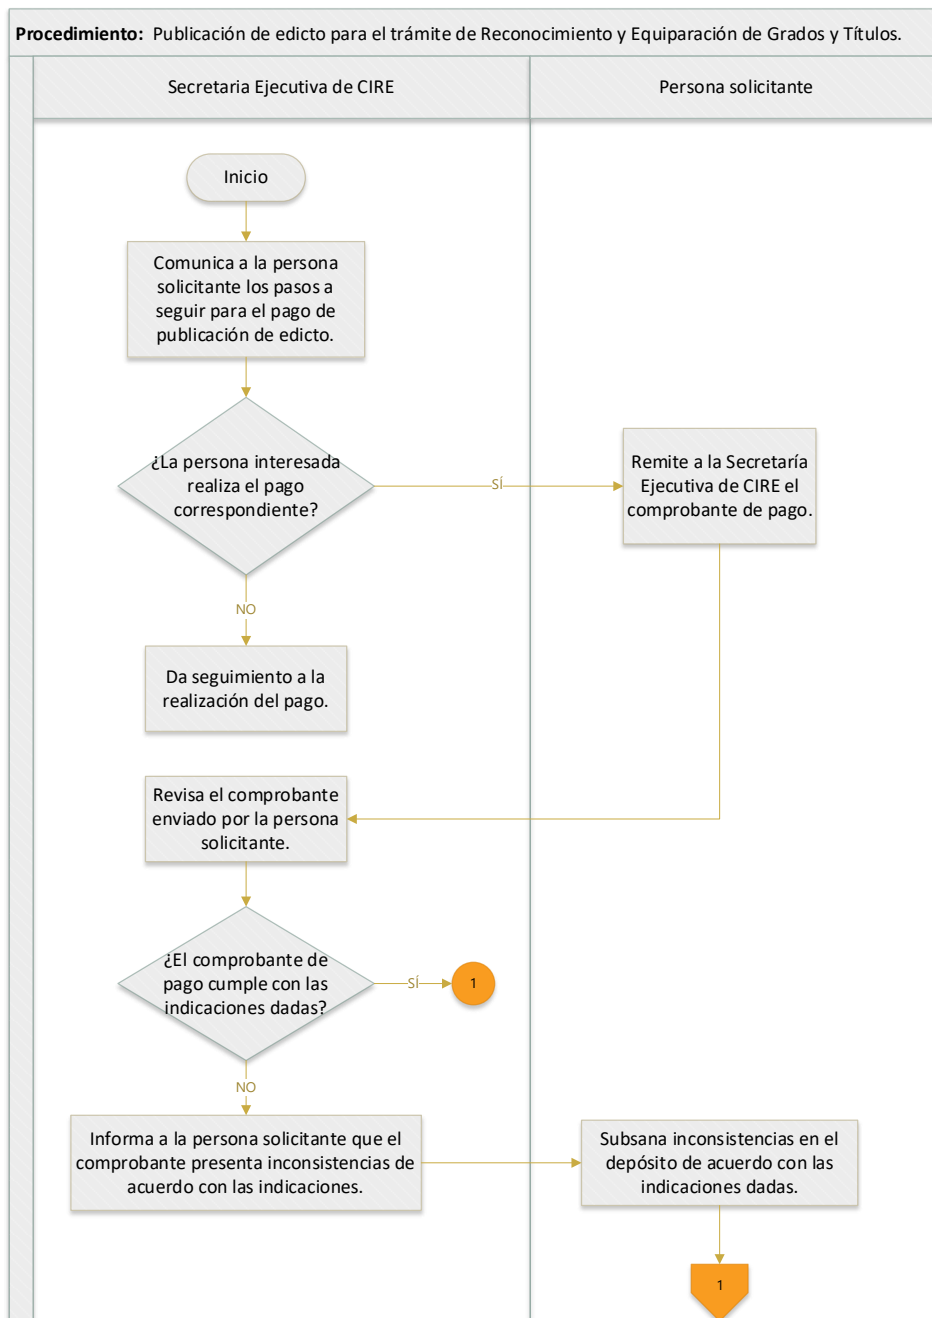 Procedimiento: Publicación de edicto para el trámite de Reconocimiento y Equiparación de Grados y Títulos.
Secretaria Ejecutiva de CIRE
Persona solicitante
Inicio
Comunica a la persona
solicitante los pasos a
seguir para el pago de
publicación de edicto.
¿La persona interesada
realiza el pago
correspondiente?
SÍ
Remite a la Secretaría
Ejecutiva de CIRE el
comprobante de pago.
NO
Da seguimiento a la
realización del pago.
Revisa el comprobante
enviado por la persona
solicitante.
¿El comprobante de
pago cumple con las
indicaciones dadas?
SÍ
1
NO
Informa a la persona solicitante que el
comprobante presenta inconsistencias de
acuerdo con las indicaciones.
Subsana inconsistencias en el
depósito de acuerdo con las
indicaciones dadas.
1